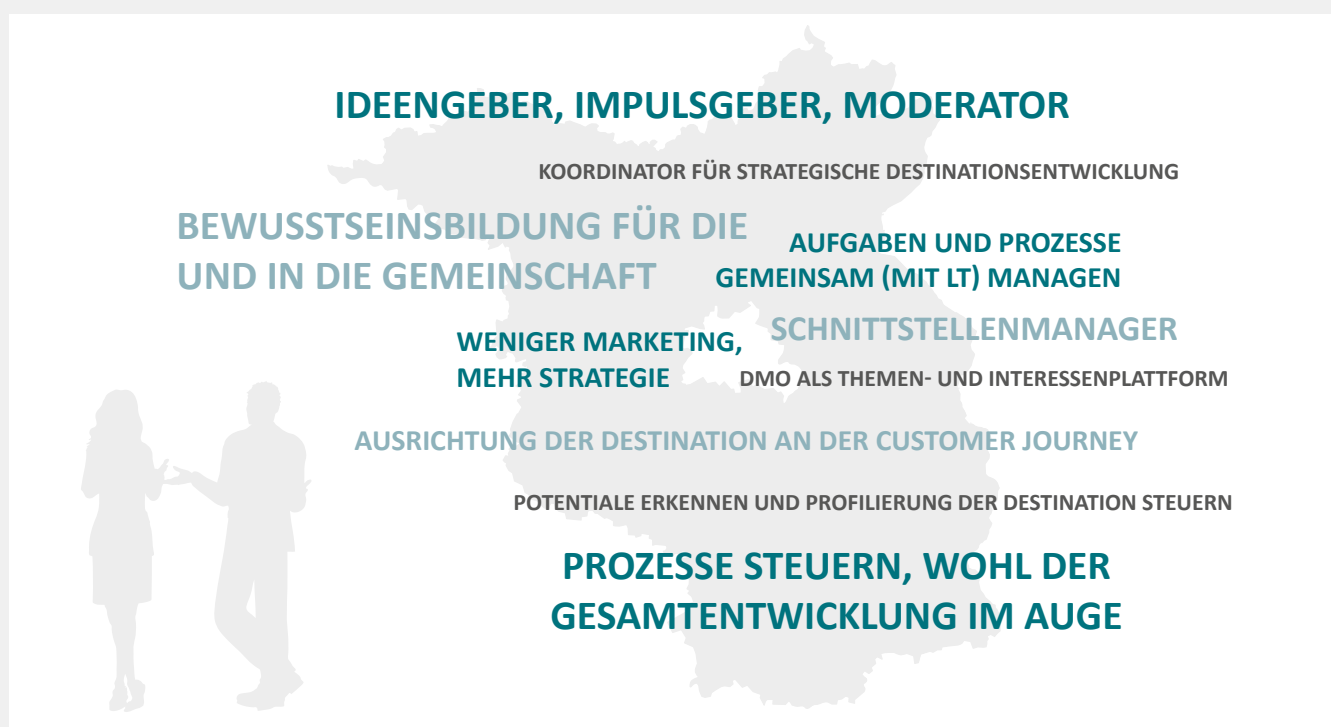 IDEENGEBER, IMPULSGEBER, MODERATOR
KOORDINATOR FÜR STRATEGISCHE DESTINATIONSENTWICKLUNG
BEWUSSTSEINSBILDUNG FÜR DIE
UND IN DIE GEMEINSCHAFT
AUFGABEN UND PROZESSE
GEMEINSAM (MIT LT) MANAGEN
SCHNITTSTELLENMANAGER
WENIGER MARKETING,
MEHR STRATEGIE
DMO ALS THEMEN- UND INTERESSENPLATTFORM
AUSRICHTUNG DER DESTINATION AN DER CUSTOMER JOURNEY
POTENTIALE ERKENNEN UND PROFILIERUNG DER DESTINATION STEUERN
PROZESSE STEUERN, WOHL DER
GESAMTENTWICKLUNG IM AUGE